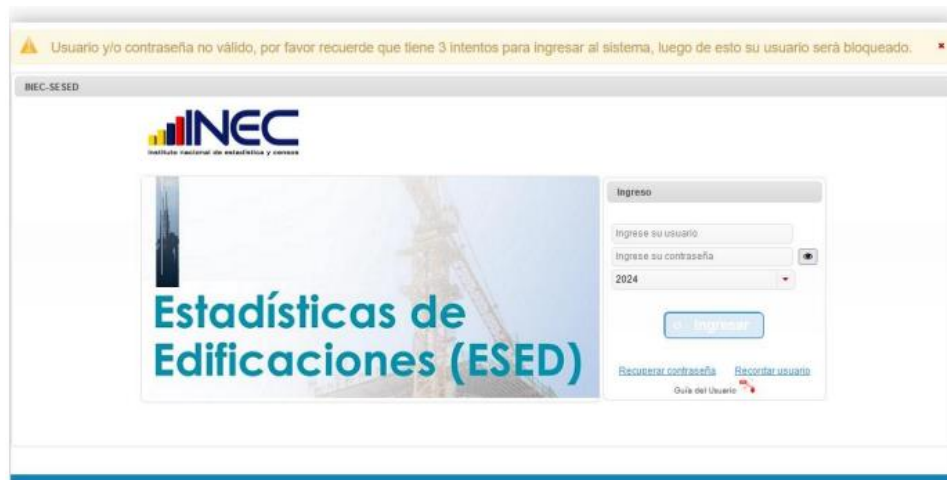 Usuario y/o contraseña no válido, por favor recuerde que tiene 3 intentos para ingresar al sistema, luego de esto su usuario será bloqueado.
INEC-SESED
INEC
instituto nacional de estadística y censos
Estadísticas de
Edificaciones (ESED)
Ingreso
Ingrese su usuario
Ingrese su contraseña
2024
Ingresar
Recuperar contraseña Recordar usuario
Guía del Usuario